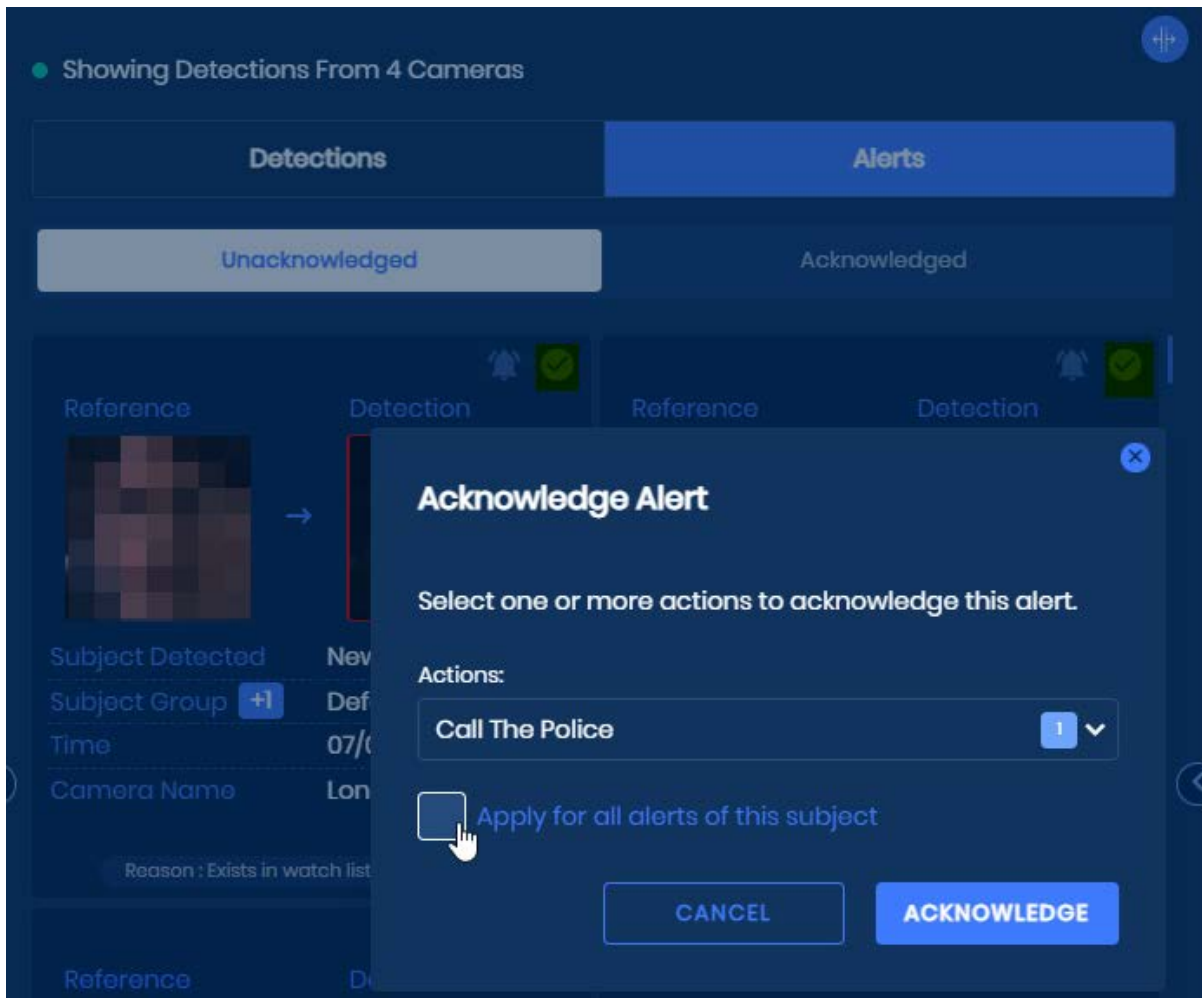 Showing Detections From 4 Cameras
Detections
Alerts
Unacknowledged
Acknowledged
Reference
Detection
Reference
Detection
Acknowledge Alert
Select one or more actions to acknowledge this alert.
Actions:
Call The Police
1
Apply for all alerts of this subject
CANCEL
ACKNOWLEDGE
Subject Detected
Subject Group +1
Time
07/
Camera Name
Reason : Exists in watch list
Reference